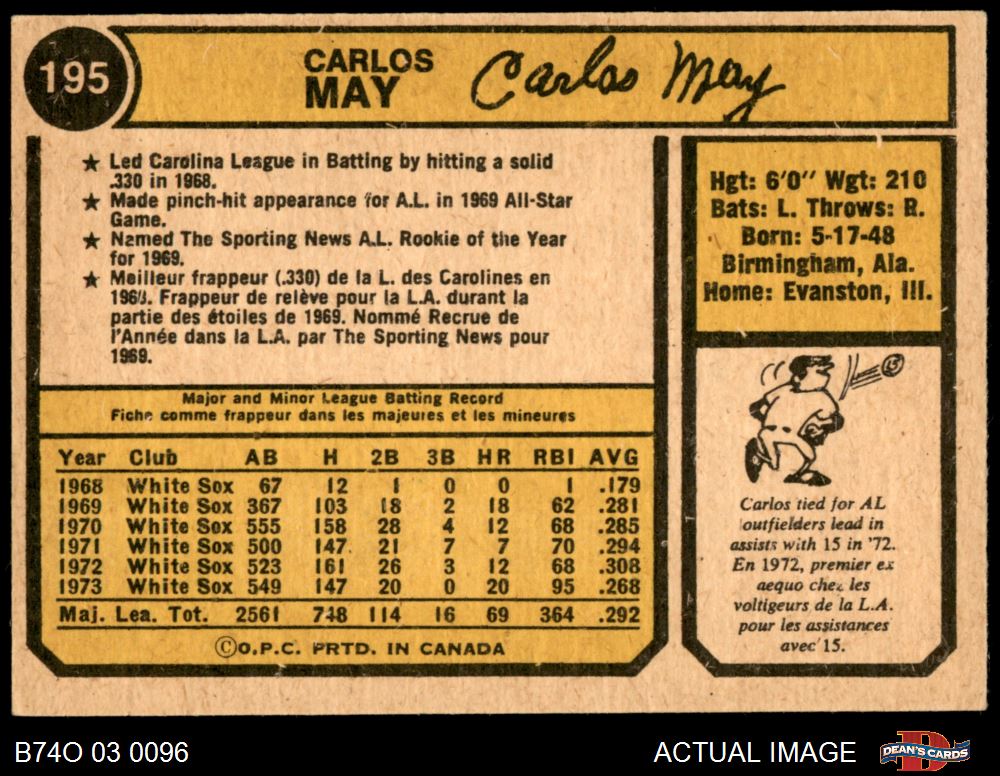 195
CARLOS
MAY
Carlos May
★ Led Carolina League in Batting by hitting a solid
.330 in 1968.
★ Made pinch-hit appearance for A.L. in 1969 All-Star
Game.
★ Named The Sporting News A.L. Rookie of the Year
for 1969.
★ Meilleur frappeur (.330) de la L. des Carolines en
1968. Frappeur de relève pour la L.A. durant la
partie des étoiles de 1969. Nommé Recrue de
l'Année dans la L.A. par The Sporting News pour
1969.
Hgt: 6'0" Wgt: 210
Bats: L. Throws: R.
Born: 5-17-48
Birmingham, Ala.
Home: Evanston, Ill.
Major and Minor League Batting Record
Fiche comme frappeur dans les majeures et les mineures
Year Club AB H 2B 3B HR RBI AVG
1968 White Sox 67 12 1 0 0 1 .179
1969 White Sox 367 103 18 2 18 62 .281
1970 White Sox 555 158 28 4 12 68 .285
1971 White Sox 500 147 21 7 7 70 .294
1972 White Sox 523 161 26 3 12 68 .308
1973 White Sox 549 147 20 0 20 95 .268
Maj. Lea. Tot. 2561 748 114 16 69 364 .292
©O.P.C. PRTD. IN CANADA
15
Carlos tied for AL
outfielders lead in
assists with 15 in '72.
En 1972, premier ex
aequo chez les
voltigeurs de la L.A.
pour les assistances
avec 15.
B74O 03 0096
ACTUAL IMAGE
DEAN'S CARDS